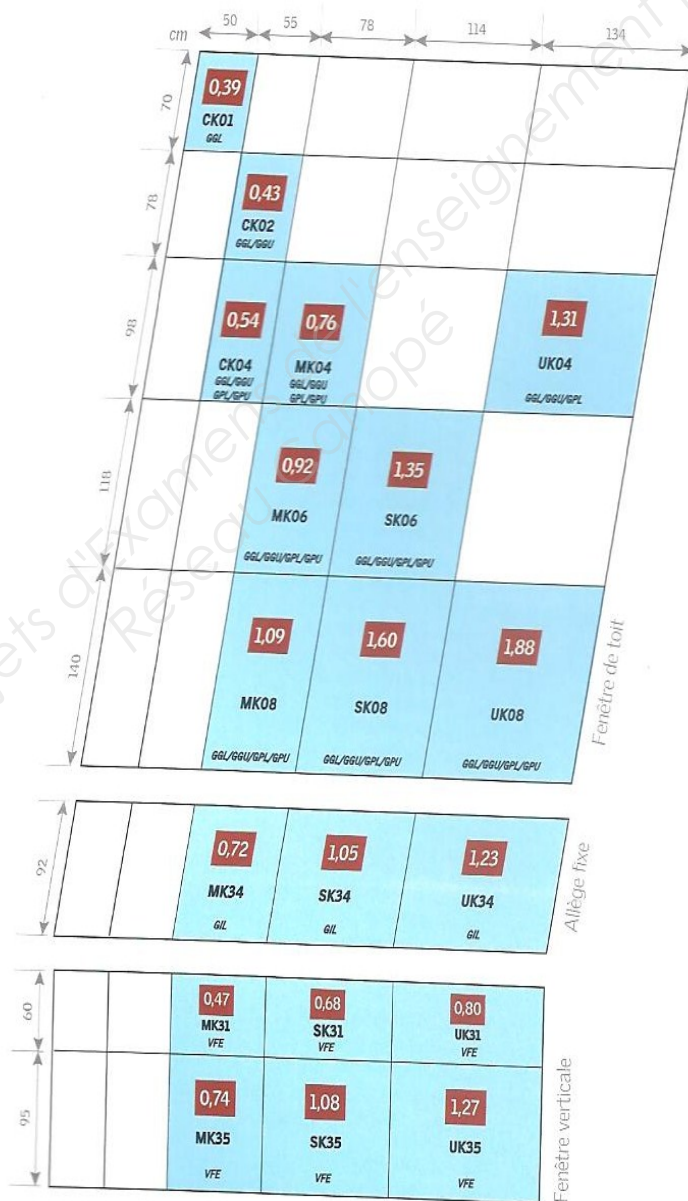 cm 50 55 78 114 134
70
0,39
CK01
GGL
78
0,43
CK02
GGL/GGU
98
0,54 0,76 1,31
CK04 MK04 UK04
GGL/GGU GGL/GGU GGL/GGU/GPL
GPL/GPU GPL/GPU
118
0,92 1,35
MK06 SK06
GGL/GGU/GPL/GPU GGL/GGU/GPL/GPU
140
1,09 1,60 1,88
MK08 SK08 UK08
GGL/GGU/GPL/GPU GGL/GGU/GPL/GPU GGL/GGU/GPL/GPU
Fenêtre de toit
92
0,72 1,05 1,23
MK34 SK34 UK34
GIL GIL GIL
Allège fixe
60
0,47 0,68 0,80
MK31 SK31 UK31
VFE VFE VFE
95
0,74 1,08 1,27
MK35 SK35 UK35
VFE VFE VFE
Fenêtre verticale
jets d'Examens de l'enseignement
Réseau Canopé